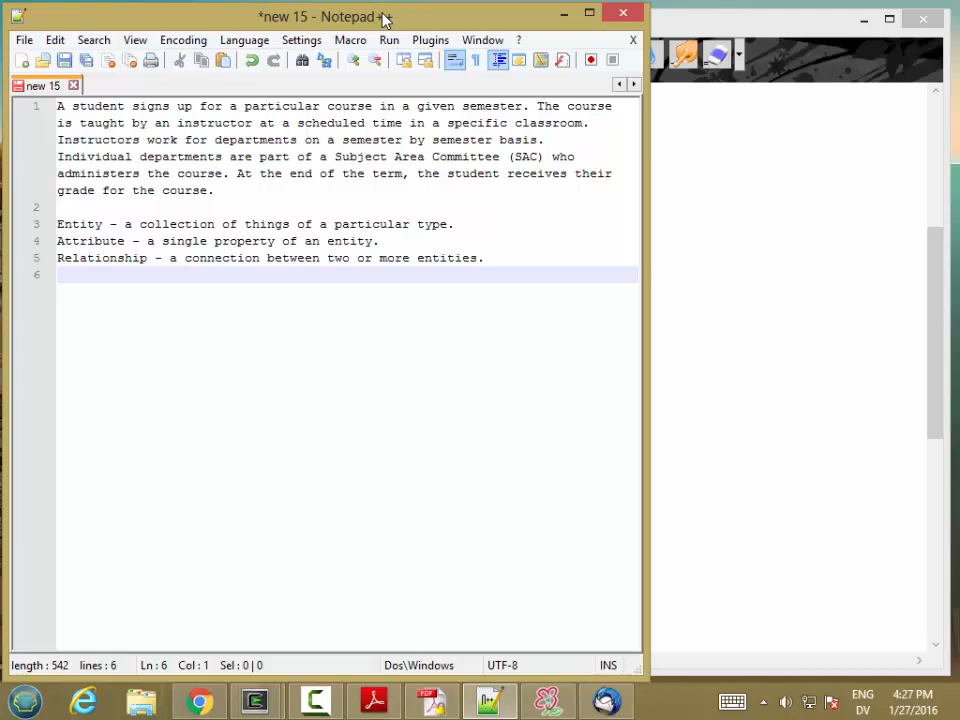 *new 15 - Notepad++
File Edit Search View Encoding Language Settings Macro Run Plugins Window ? X
new 15
1 A student signs up for a particular course in a given semester. The course
is taught by an instructor at a scheduled time in a specific classroom.
Instructors work for departments on a semester by semester basis.
Individual departments are part of a Subject Area Committee (SAC) who
administers the course. At the end of the term, the student receives their
grade for the course.
2
3 Entity - a collection of things of a particular type.
4 Attribute - a single property of an entity.
5 Relationship - a connection between two or more entities.
6
length : 542 lines : 6 Ln : 6 Col : 1 Sel : 0 | 0 Dos\Windows UTF-8 INS
ENG 4:27 PM
DV 1/27/2016